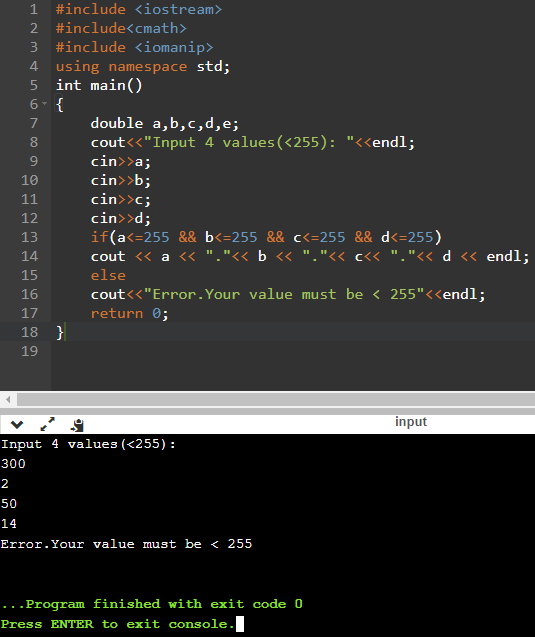 1 #include <iostream>
2 #include<cmath>
3 #include <iomanip>
4 using namespace std;
5 int main()
6 {
7 double a,b,c,d,e;
8 cout<<"Input 4 values(<255): "<<endl;
9 cin>>a;
10 cin>>b;
11 cin>>c;
12 cin>>d;
13 if(a<=255 && b<=255 && c<=255 && d<=255)
14 cout << a << "."<< b << "."<< c<< "."<< d << endl;
15 else
16 cout<<"Error.Your value must be < 255"<<endl;
17 return 0;
18 }
19
input
Input 4 values(<255):
300
2
50
14
Error.Your value must be < 255
...Program finished with exit code 0
Press ENTER to exit console.